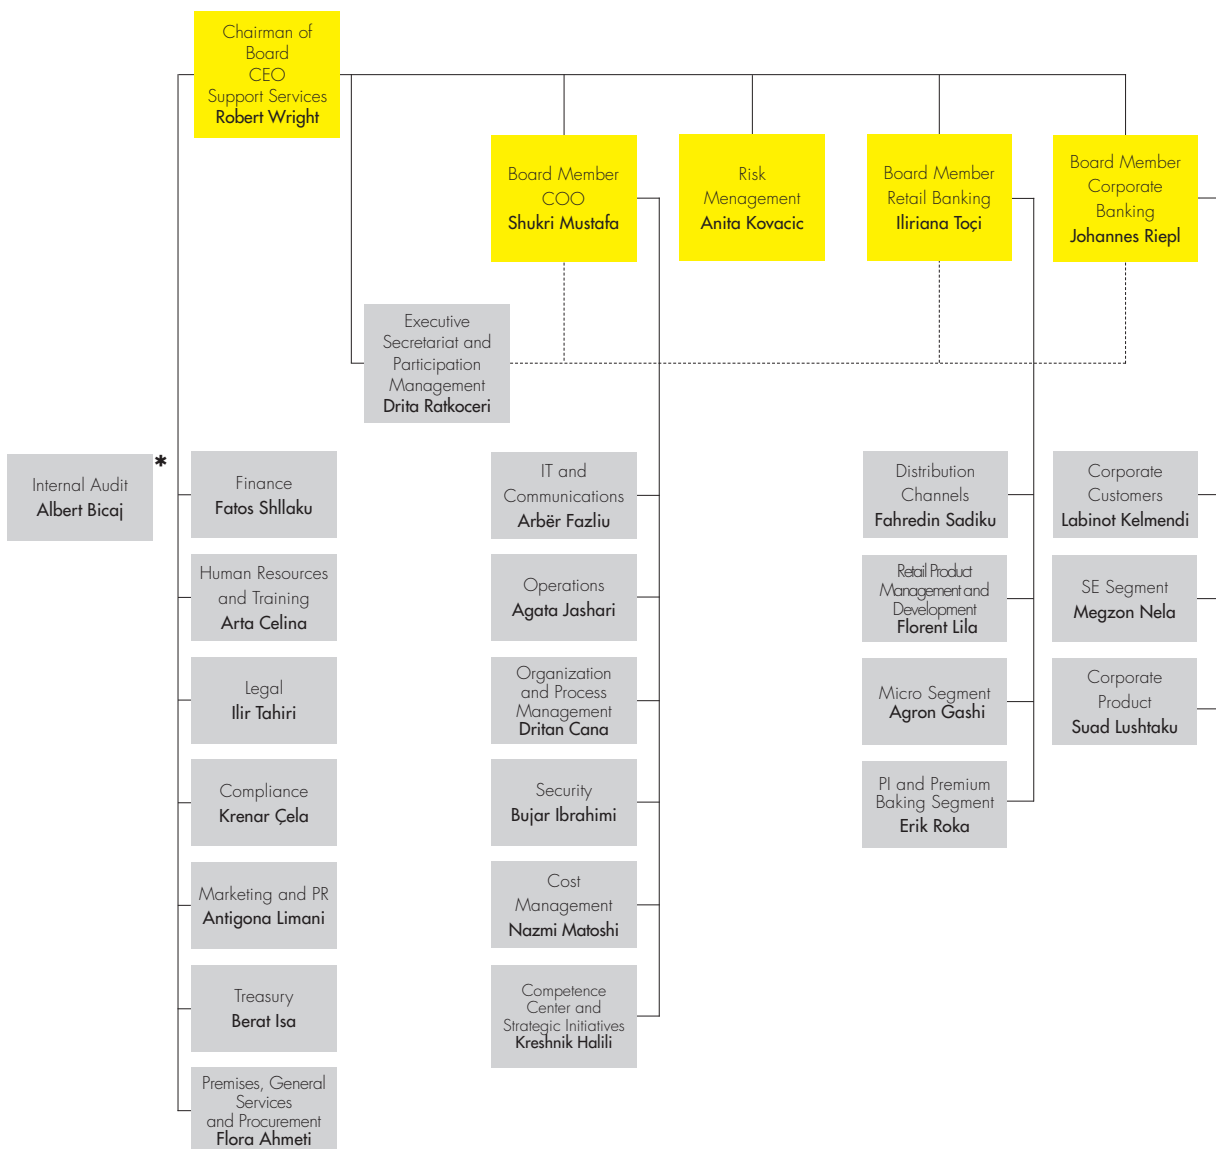 Chairman of
Board
CEO
Support Services
Robert Wright
Board Member
COO
Shukri Mustafa
Risk
Menagement
Anita Kovacic
Board Member
Retail Banking
Iliriana Toçi
Board Member
Corporate
Banking
Johannes Riepl
Executive
Secretariat and
Participation
Management
Drita Ratkoceri
Internal Audit
Albert Bicaj
*
Finance
Fatos Shllaku
Human Resources
and Training
Arta Celina
Legal
Ilir Tahiri
Compliance
Krenar Çela
Marketing and PR
Antigona Limani
Treasury
Berat Isa
Premises, General
Services
and Procurement
Flora Ahmeti
IT and
Communications
Arbër Fazliu
Operations
Agata Jashari
Organization
and Process
Management
Dritan Cana
Security
Bujar Ibrahimi
Cost
Management
Nazmi Matoshi
Competence
Center and
Strategic Initiatives
Kreshnik Halili
Distribution
Channels
Fahredin Sadiku
Retail Product
Management and
Development
Florent Lila
Micro Segment
Agron Gashi
PI and Premium
Baking Segment
Erik Roka
Corporate
Customers
Labinot Kelmendi
SE Segment
Megzon Nela
Corporate
Product
Suad Lushtaku